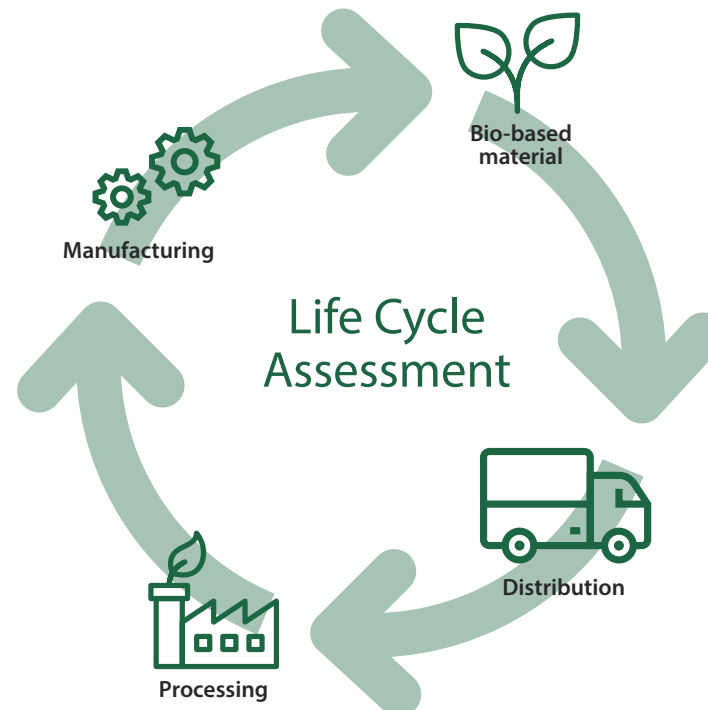 Bio-based
material
Manufacturing
Life Cycle
Assessment
Distribution
Processing